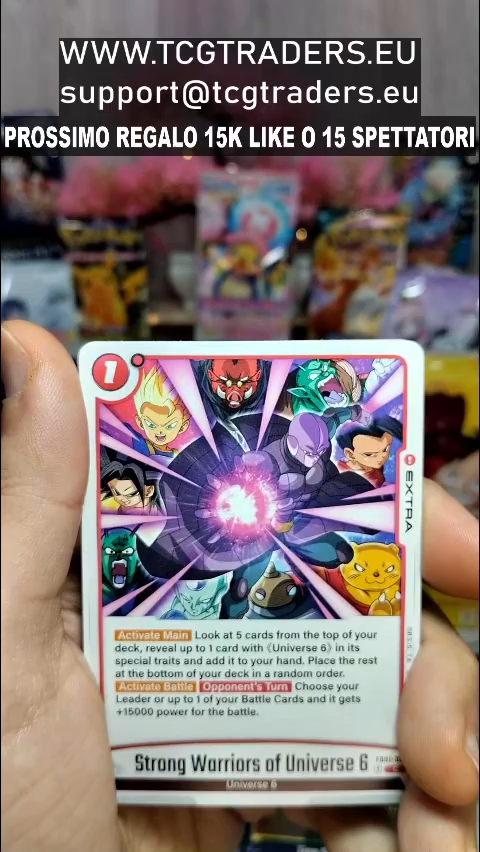 WWW.TCGTRADERS.EU
support@tcgtraders.eu
PROSSIMO REGALO 15K LIKE O 15 SPETTATORI
1
EXTRA
Activate Main Look at 5 cards from the top of your
deck, reveal up to 1 card with 《Universe 6》 in its
special traits and add it to your hand. Place the rest
at the bottom of your deck in a random order.
Activate Battle Opponent's Turn Choose your
Leader or up to 1 of your Battle Cards and it gets
+15000 power for the battle.
Strong Warriors of Universe 6
Universe 6